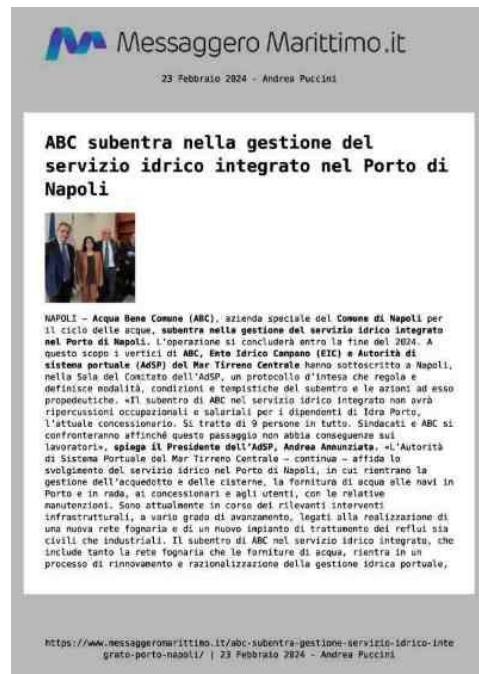 Messaggero Marittimo.it
23 Febbraio 2024 - Andrea Puccini
ABC subentra nella gestione del
servizio idrico integrato nel Porto di
Napoli
NAPOLI – Acqua Bene Comune (ABC), azienda speciale del Comune di Napoli per
il ciclo delle acque, subentra nella gestione del servizio idrico integrato
nel Porto di Napoli. L'operazione si concluderà entro la fine del 2024. A
questo scopo i vertici di ABC, Ente Idrico Campano (EIC) e Autorità di
sistema portuale (AdSP) del Mar Tirreno Centrale hanno sottoscritto a Napoli,
nella Sala del Comitato dell'AdSP, un protocollo d'intesa che regola e
definisce modalità, condizioni e tempistiche del subentro e le azioni ad esso
propedeutiche. «Il subentro di ABC nel servizio idrico integrato non avrà
ripercussioni occupazionali e salariali per i dipendenti di Idra Porto,
l'attuale concessionario. Si tratta di 9 persone in tutto. Sindacati e ABC si
confronteranno affinché questo passaggio non abbia conseguenze sui
lavoratori», spiega il Presidente dell'AdSP, Andrea Annunziata. «L'Autorità
di Sistema Portuale del Mar Tirreno Centrale – continua – affida lo
svolgimento del servizio idrico nel Porto di Napoli, in cui rientrano la
gestione dell'acquedotto e delle cisterne, la fornitura di acqua alle navi in
Porto e in rada, ai concessionari e agli utenti, con le relative
manutenzioni. Sono attualmente in corso dei rilevanti interventi
infrastrutturali, a vario grado di avanzamento, legati alla realizzazione di
una nuova rete fognaria e di un nuovo impianto di trattamento dei reflui sia
civili che industriali. Il subentro di ABC nel servizio idrico integrato, che
include tanto la rete fognaria che le forniture di acqua, rientra in un
processo di rinnovamento e razionalizzazione della gestione idrica portuale,
https://www.messaggeromarittimo.it/abc-subentra-gestione-servizio-idrico-inte
grato-porto-napoli/ | 23 Febbraio 2024 - Andrea Puccini